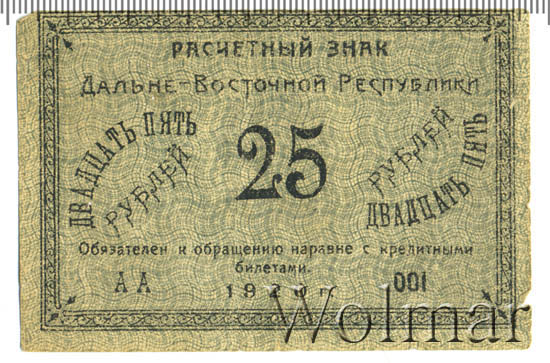 РАСЧЕТНЫЙ ЗНАК
ДАЛЬНЕ-ВОСТОЧНОЙ РЕСПУБЛИКИ
ДВАДЦАТЬ ПЯТЬ
РУБЛЕЙ
25
РУБЛЕЙ
ДВАДЦАТЬ ПЯТЬ
Обязателен к обращению наравне с кредитными
билетами.
АА
1920 г.
001
Wolmar